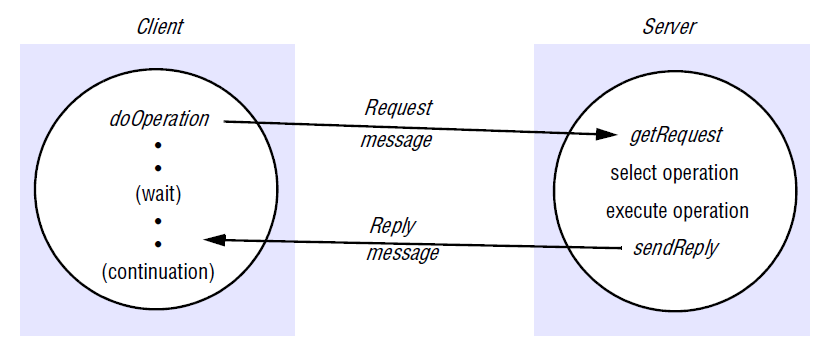 Client
Server
doOperation
•
•
(wait)
•
•
(continuation)
Request
message
Reply
message
getRequest
select operation
execute operation
sendReply